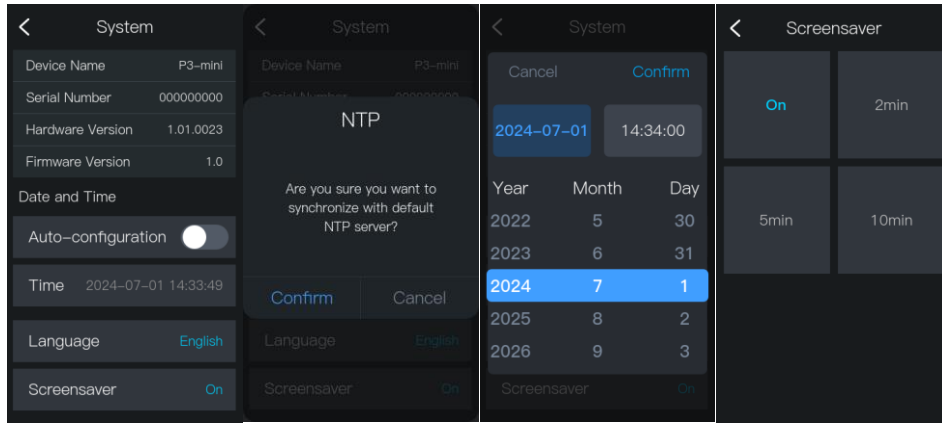 System
Device Name P3-mini
Serial Number 000000000
Hardware Version 1.01.0023
Firmware Version 1.0
Date and Time
Auto-configuration
Time 2024-07-01 14:33:49
Language English
Screensaver On
System
Device Name P3-mini
Serial Number 000000000
NTP
Are you sure you want to
synchronize with default
NTP server?
Confirm Cancel
Language English
Screensaver On
System
Cancel Confirm
2024-07-01 14:34:00
Year Month Day
2022 5 30
2023 6 31
2024 7 1
2025 8 2
2026 9 3
Screensaver On
Screensaver
On 2min
5min 10min